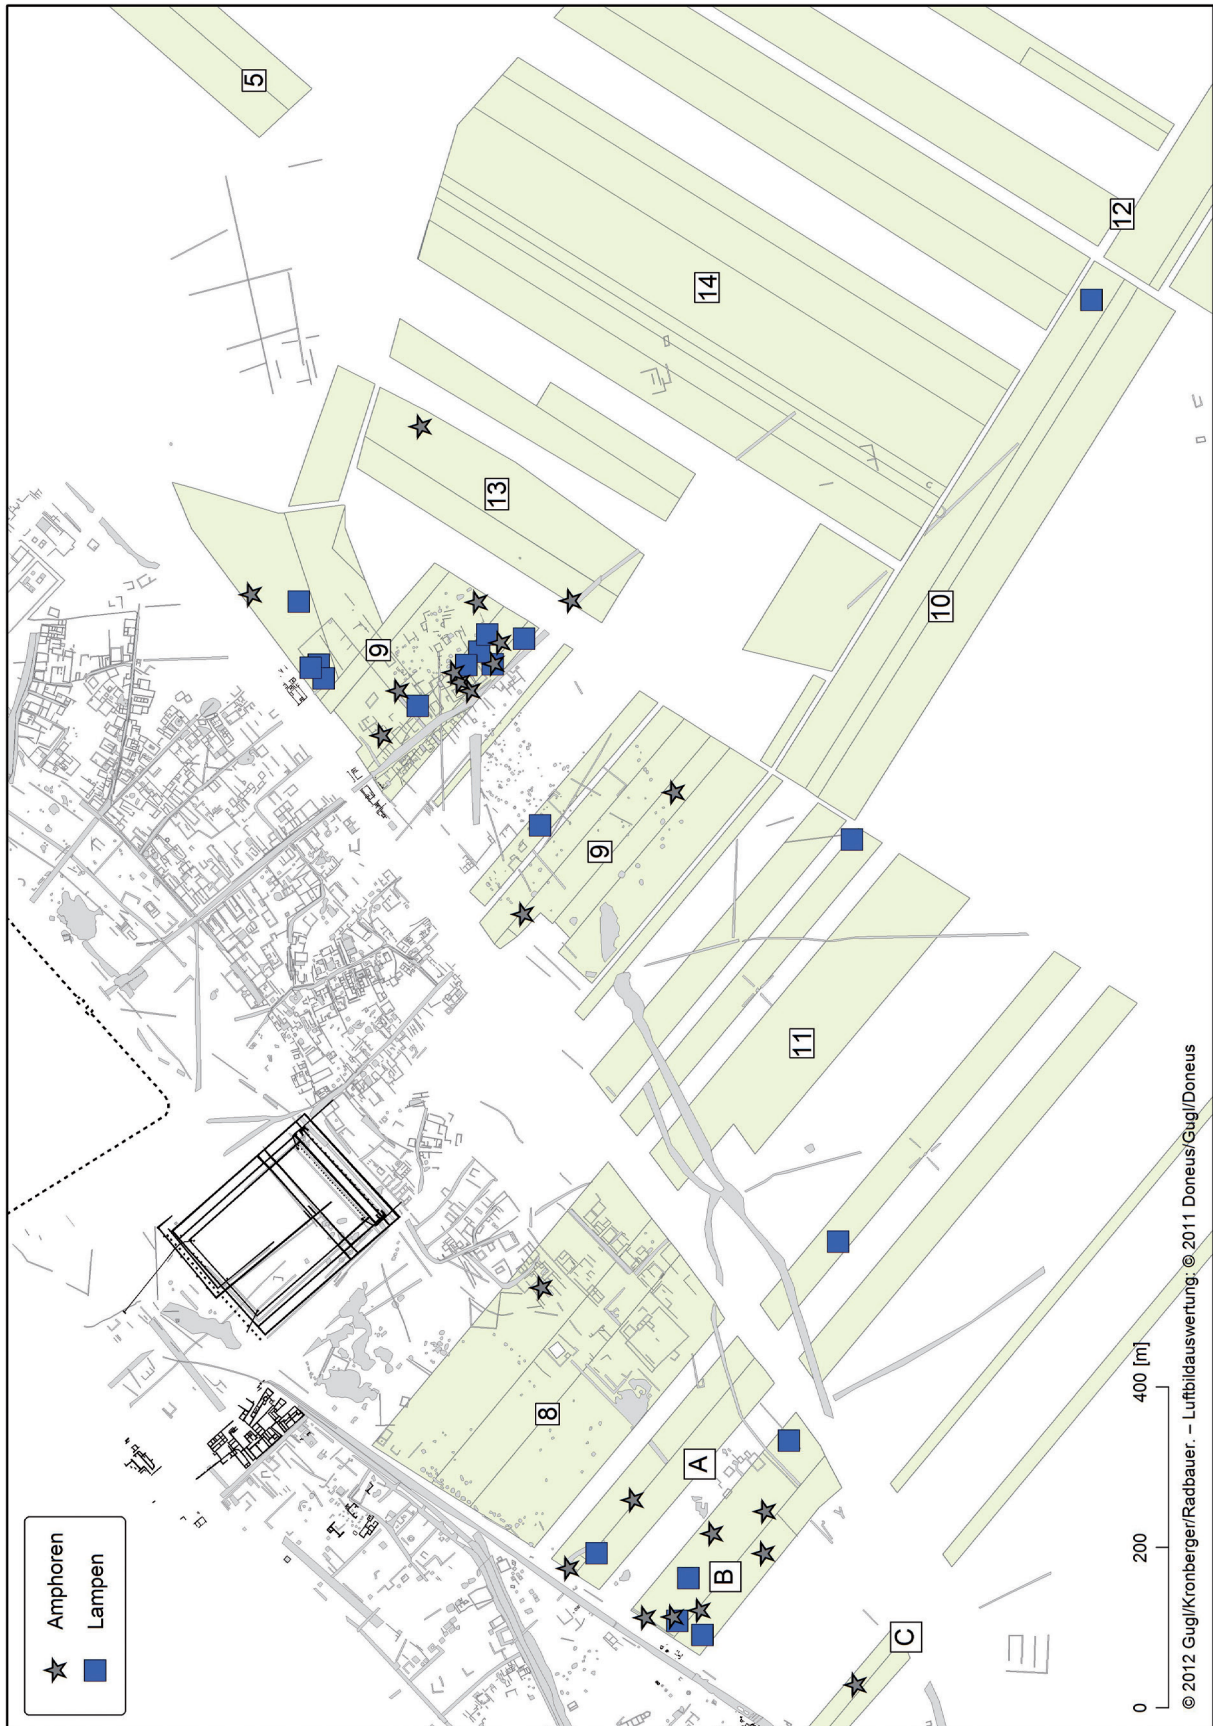 Amphoren
Lampen
5
14
12
13
9
10
9
11
8
A
B
C
0 200 400 [m]
© 2012 Gugl/Kronberger/Radbauer. – Luftbildauswertung: © 2011 Doneus/Gugl/Doneus